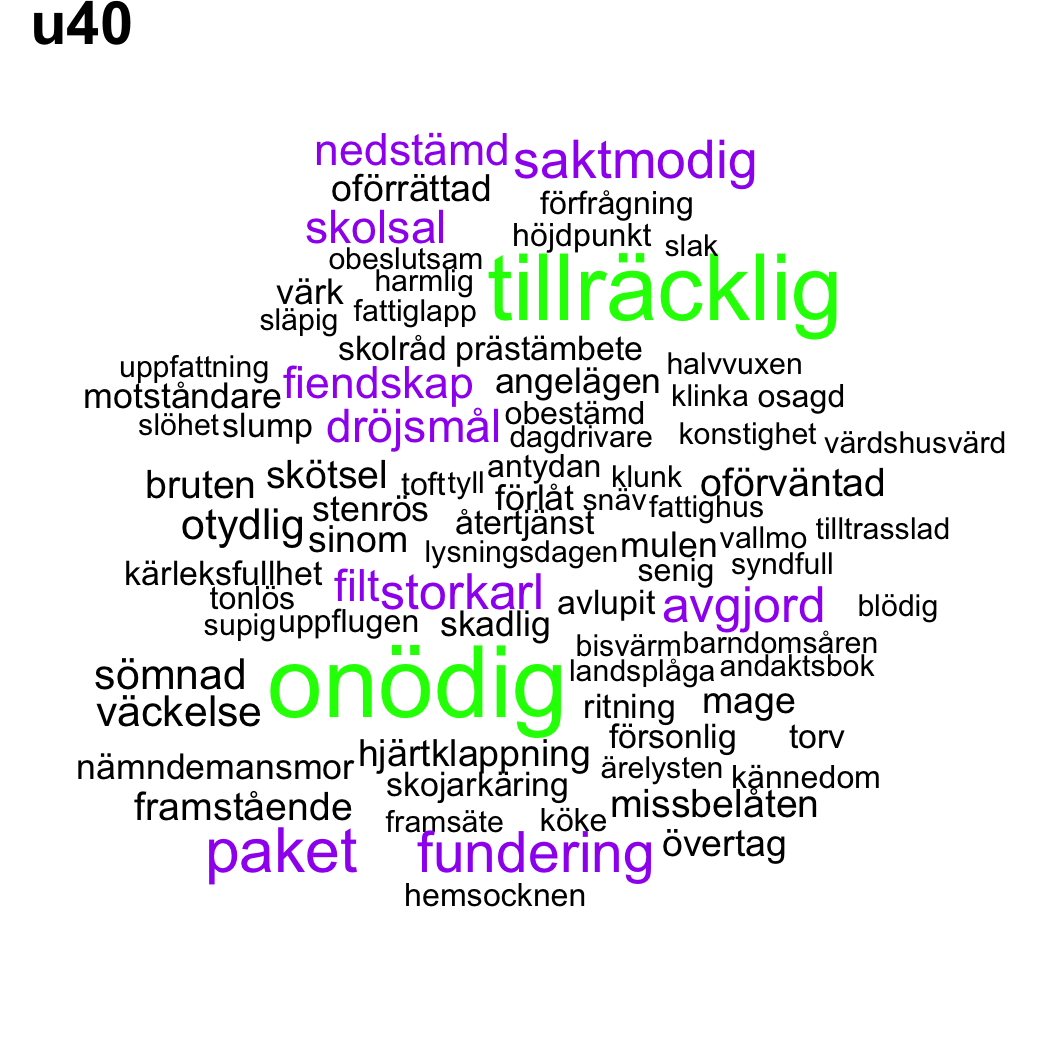 u40
nedstämd saktmodig
oförrättad förfrågning
skolsal höjdpunkt slak
obeslutsam tillräcklig
värk harmlig
släpig fattiglapp
skolråd prästämbete
uppfattning fiendskap angelägen halvvuxen
motståndare klinka osagd
slöhet slump dröjsmål obestämd
dagdrivare konstighet värdshusvärd
bruten skötsel toft tyll antydan klunk oförväntad
otydlig stenrös förlåt snäv fattighus
sinom återtjänst mulen vallmo tilltrasslad
lysningsdagen senig syndfull
kärleksfullhet filt storkarl avlupit avgjord blödig
tonlös
supig uppflugen skadlig
bisvärm barndomsåren
sömnad onödig landsplåga andaktsbok
väckelse ritning mage
försonlig torv
nämndemansmor hjärtklappning ärelysten kännedom
skojarkäring
framstående framsäte köke missbelåten
paket fundering övertag
hemsocknen